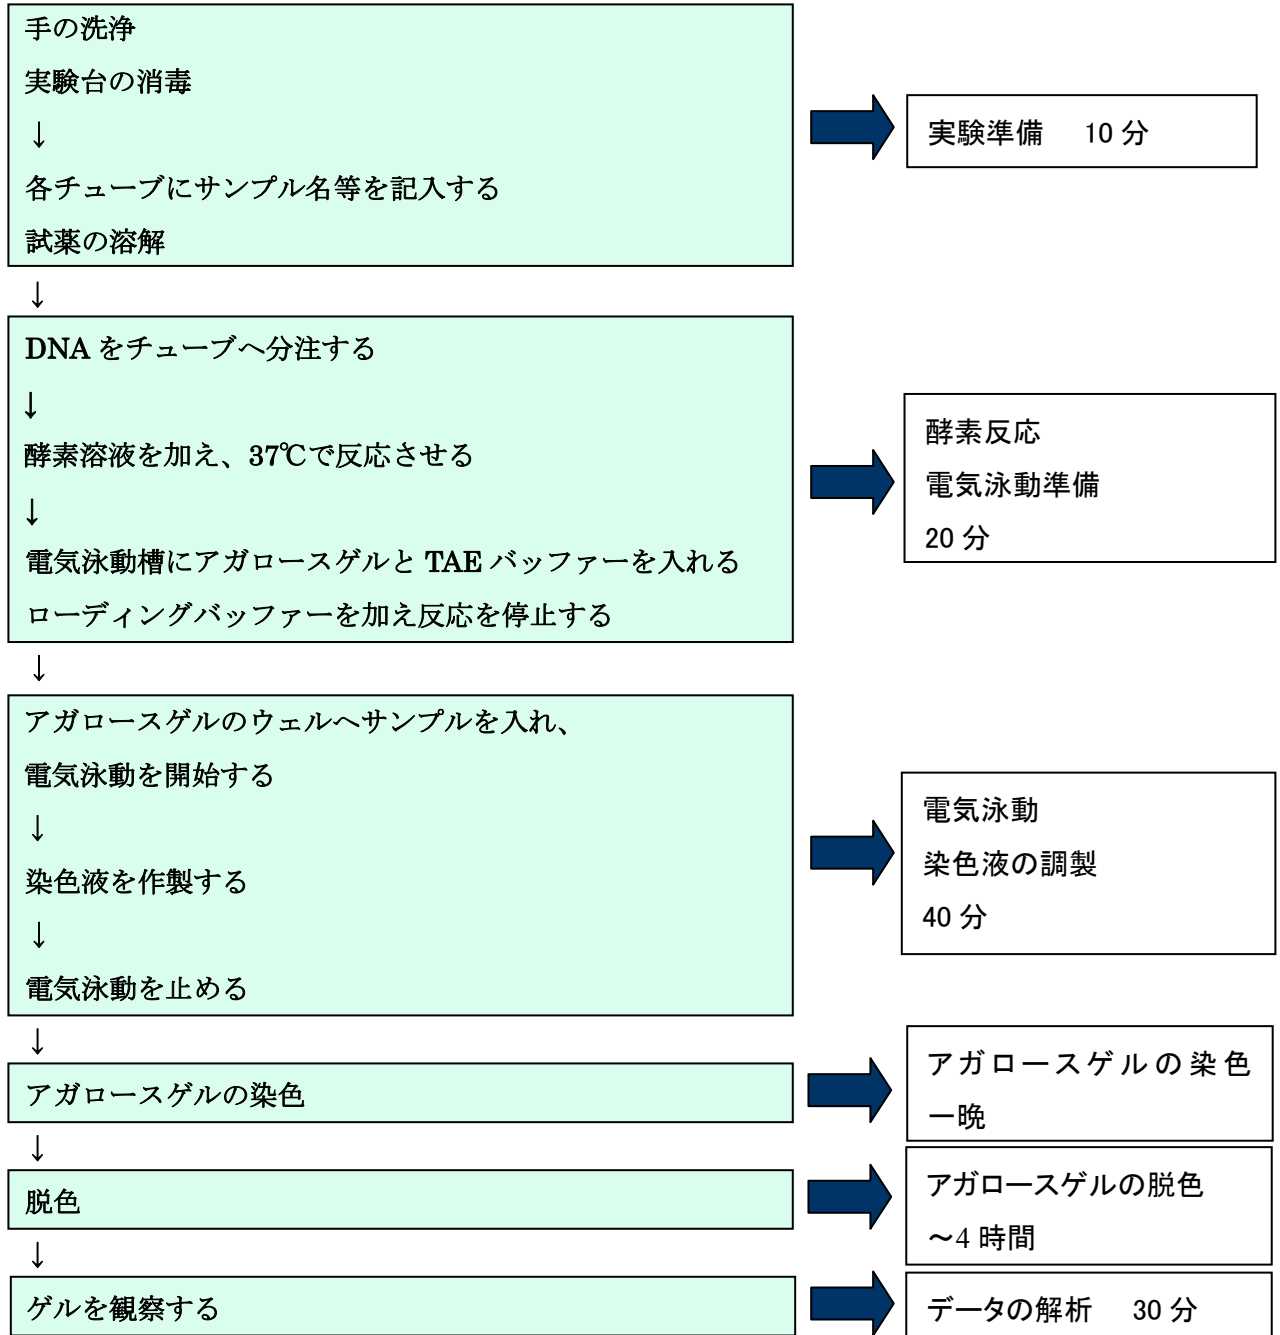 手の洗浄
実験台の消毒
↓
各チューブにサンプル名等を記入する
試薬の溶解
実験準備 10 分
↓
DNA をチューブへ分注する
↓
酵素溶液を加え、37℃で反応させる
↓
電気泳動槽にアガロースゲルと TAE バッファーを入れる
ローディングバッファーを加え反応を停止する
酵素反応
電気泳動準備
20 分
↓
アガロースゲルのウェルへサンプルを入れ、
電気泳動を開始する
↓
染色液を作製する
↓
電気泳動を止める
電気泳動
染色液の調製
40 分
↓
アガロースゲルの染色
アガロースゲルの染色
一晩
↓
脱色
アガロースゲルの脱色
～4 時間
↓
ゲルを観察する
データの解析 30 分